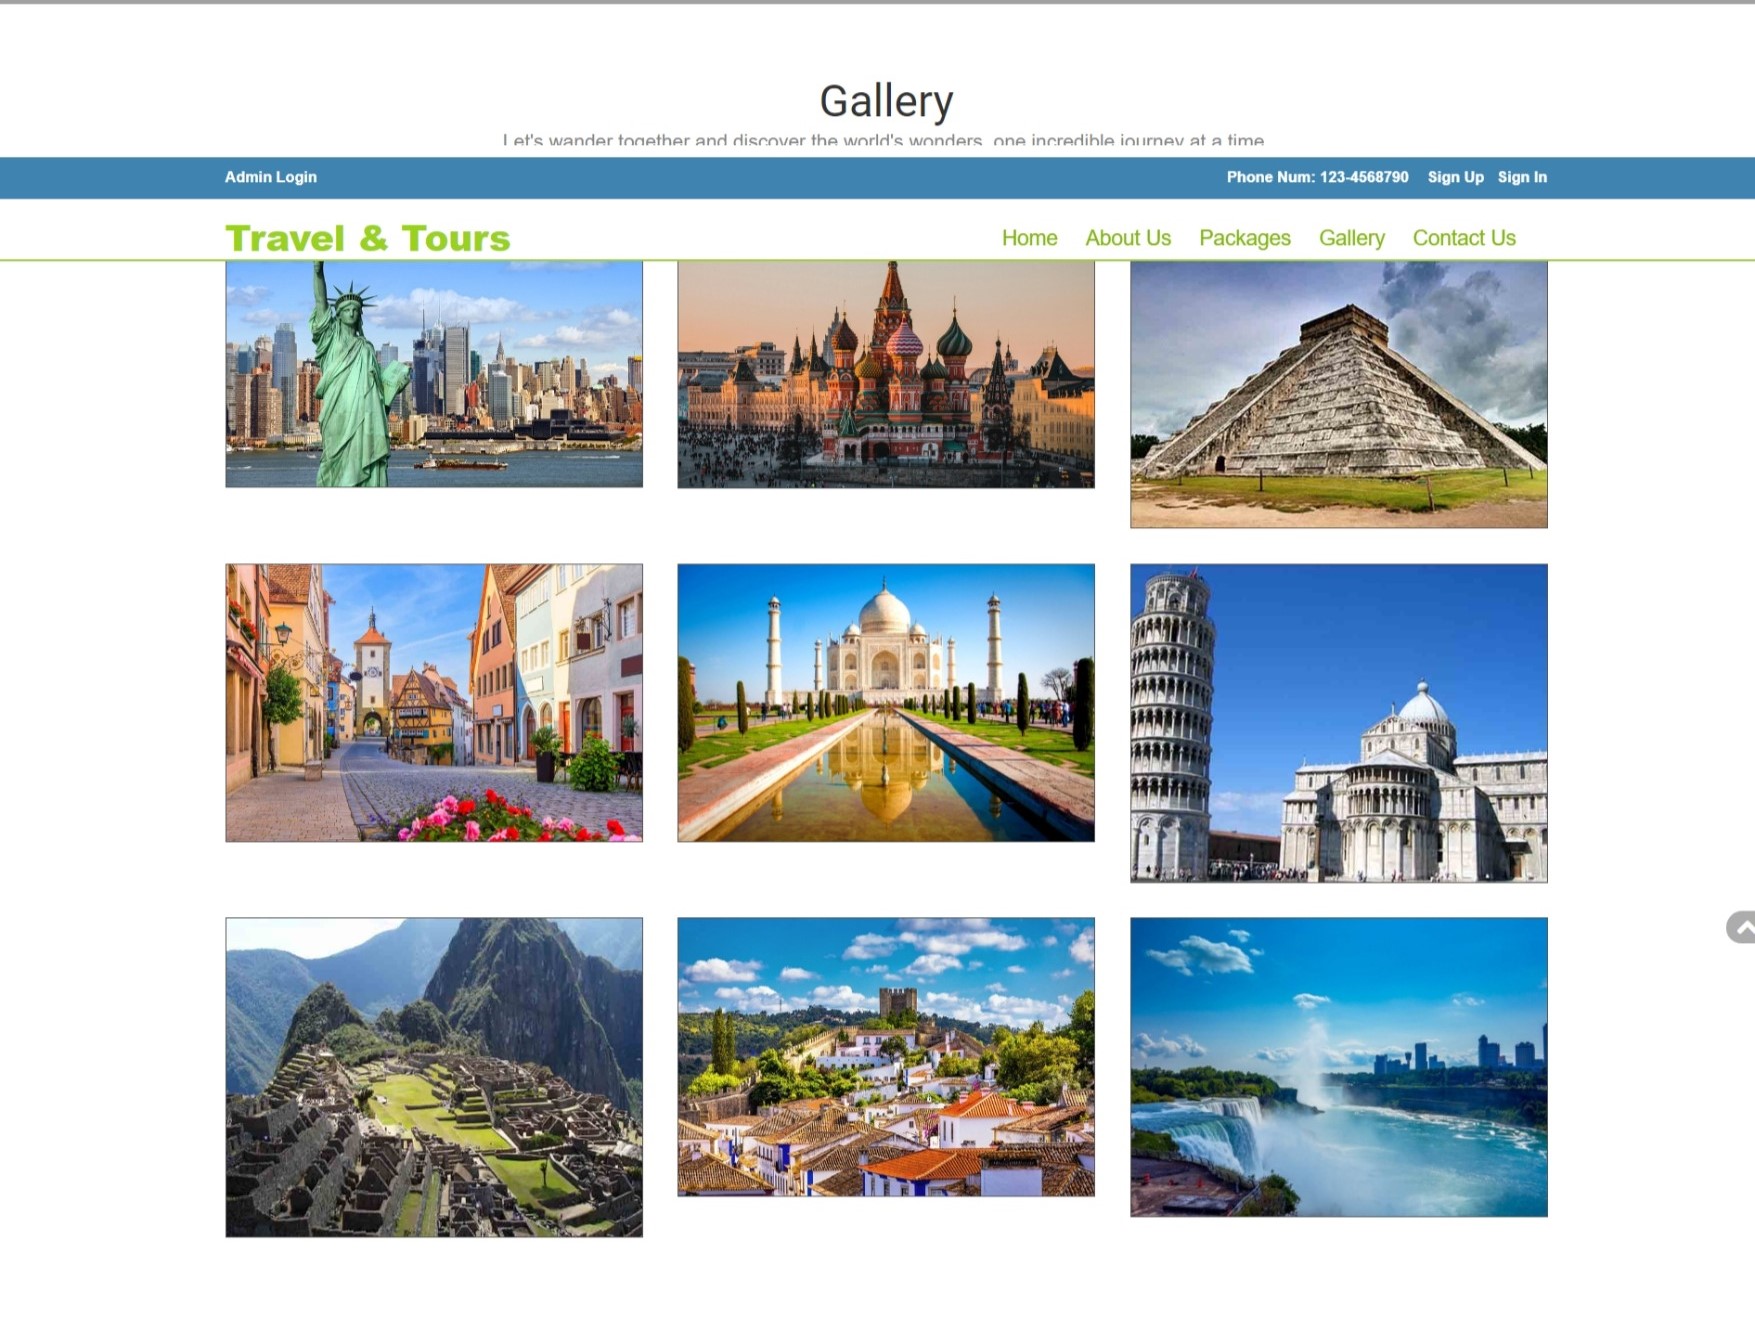 Gallery
Let's wander together and discover the world's wonders, one incredible journey at a time
Admin Login
Phone Num: 123-4568790 Sign Up Sign In
Travel & Tours
Home About Us Packages Gallery Contact Us